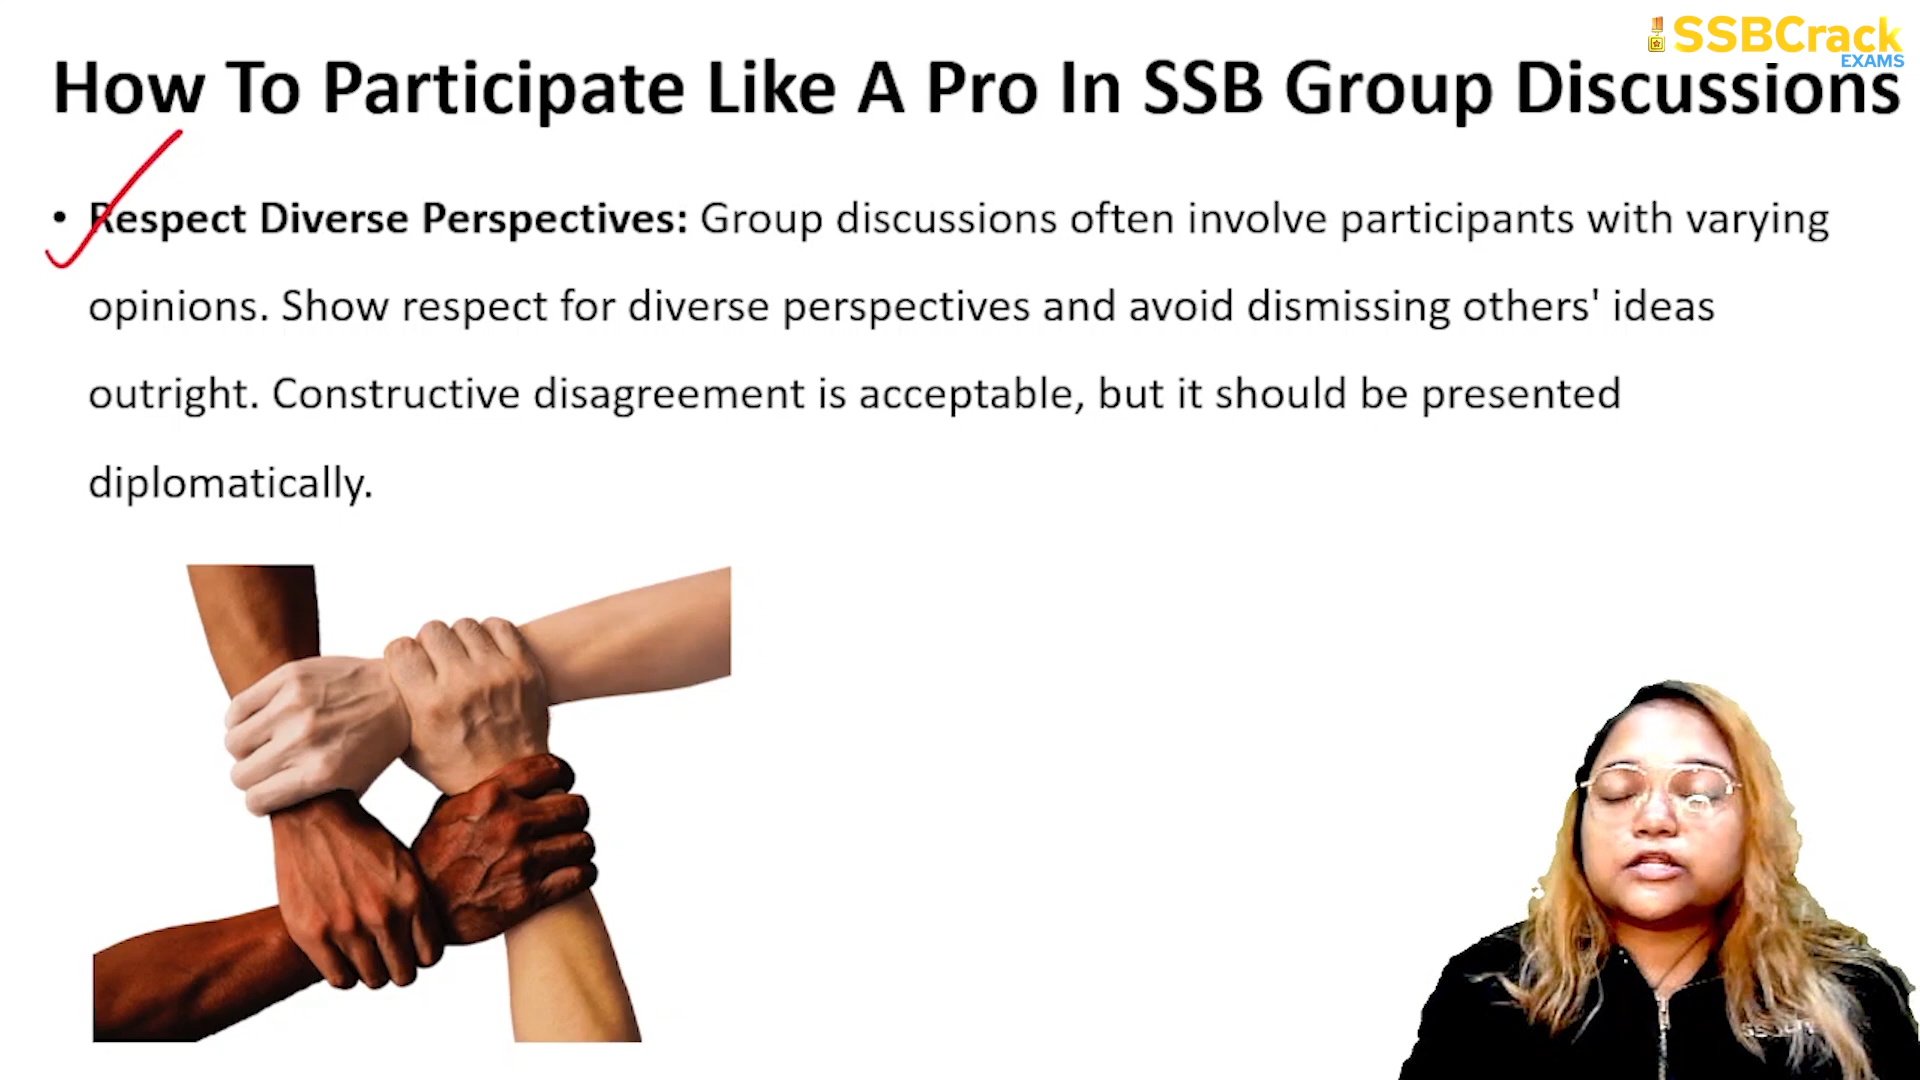 SSBCrack
EXAMS
How To Participate Like A Pro In SSB Group Discussions
• Respect Diverse Perspectives: Group discussions often involve participants with varying
opinions. Show respect for diverse perspectives and avoid dismissing others' ideas
outright. Constructive disagreement is acceptable, but it should be presented
diplomatically.